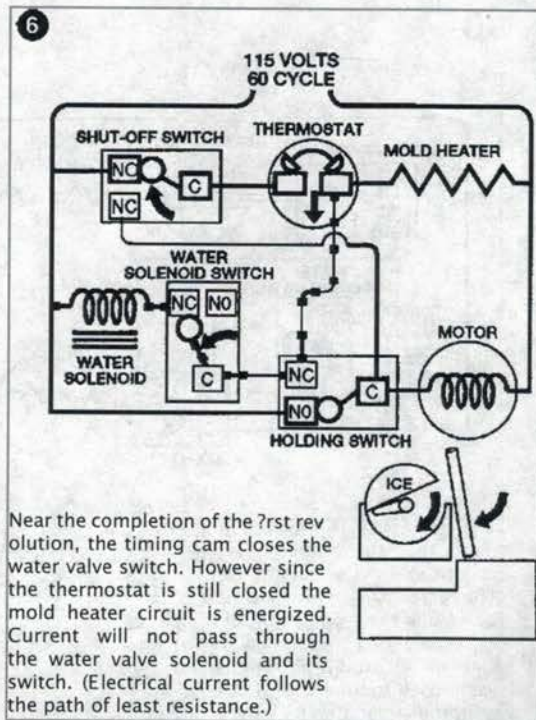 6
115 VOLTS
60 CYCLE
SHUT-OFF SWITCH
THERMOSTAT
MOLD HEATER
NC
C
NC
WATER
SOLENOID SWITCH
NC NO
WATER
SOLENOID
C
NC
C
MOTOR
NO
HOLDING SWITCH
ICE
Near the completion of the ?rst rev
olution, the timing cam closes the
water valve switch. However since
the thermostat is still closed the
mold heater circuit is energized.
Current will not pass through
the water valve solenoid and its
switch. (Electrical current follows
the path of least resistance.)